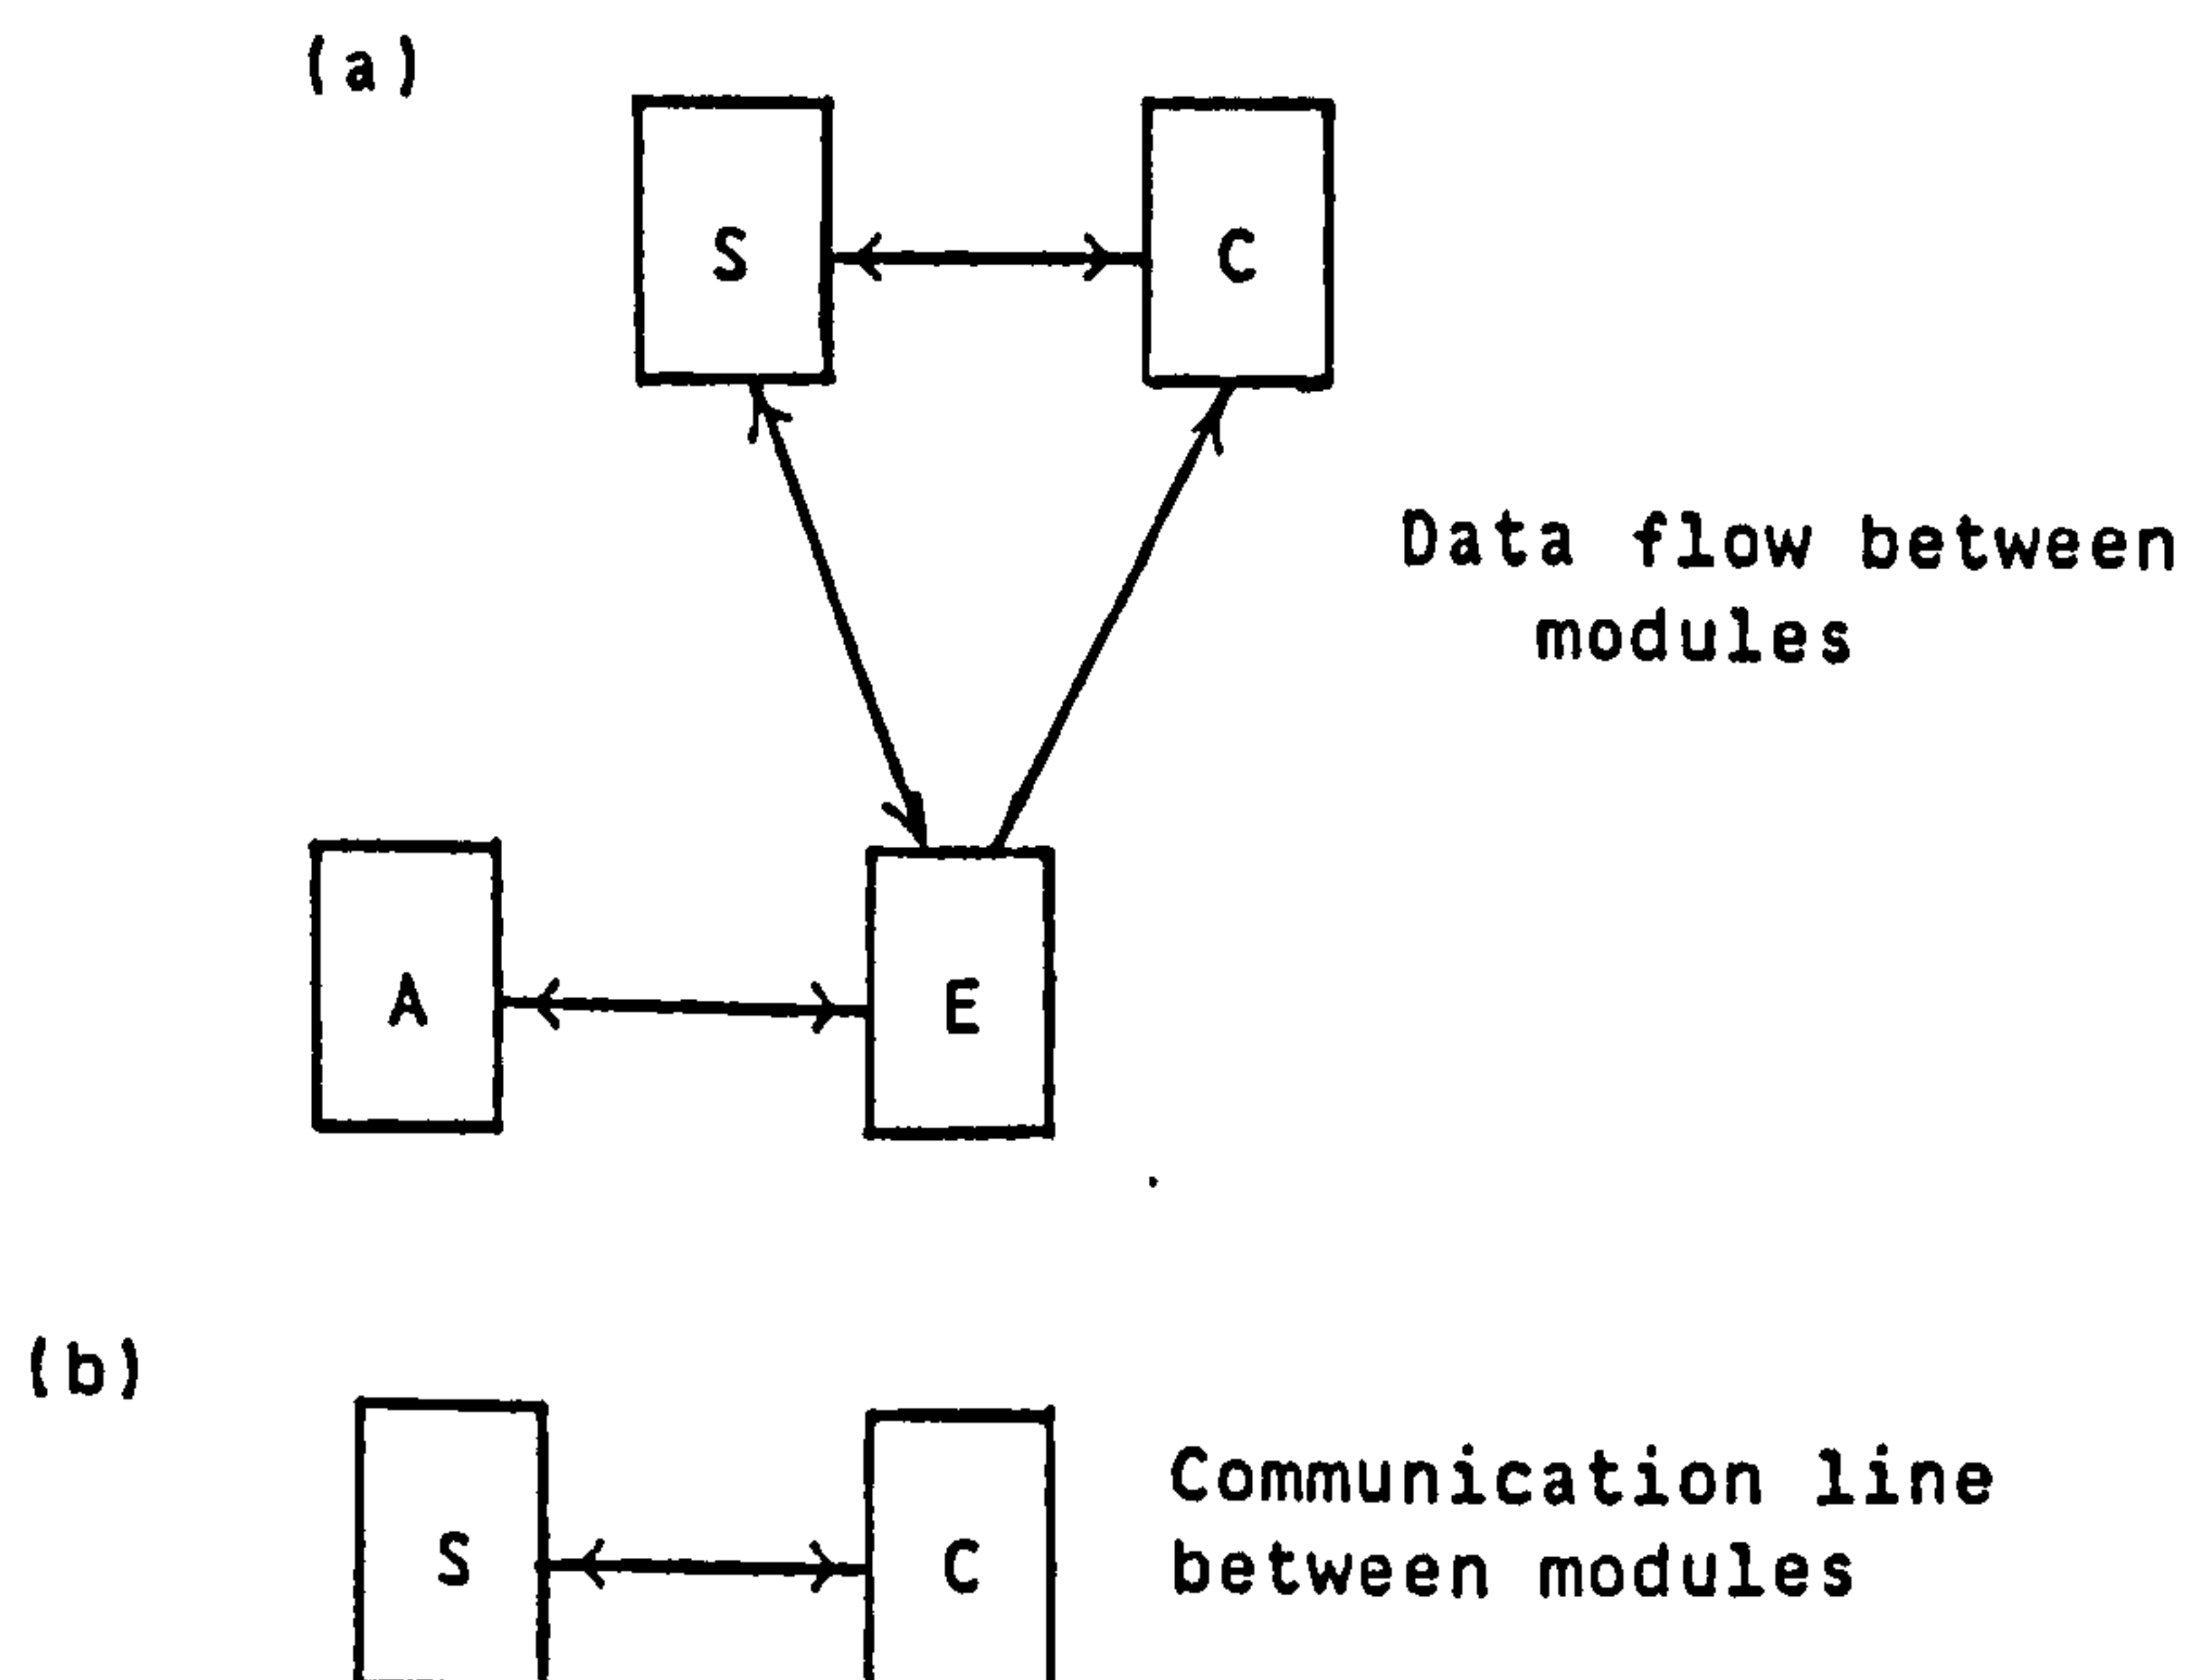 (a)
S
C
Data flow between
modules
A
E
(b)
S
C
Communication line
between modules